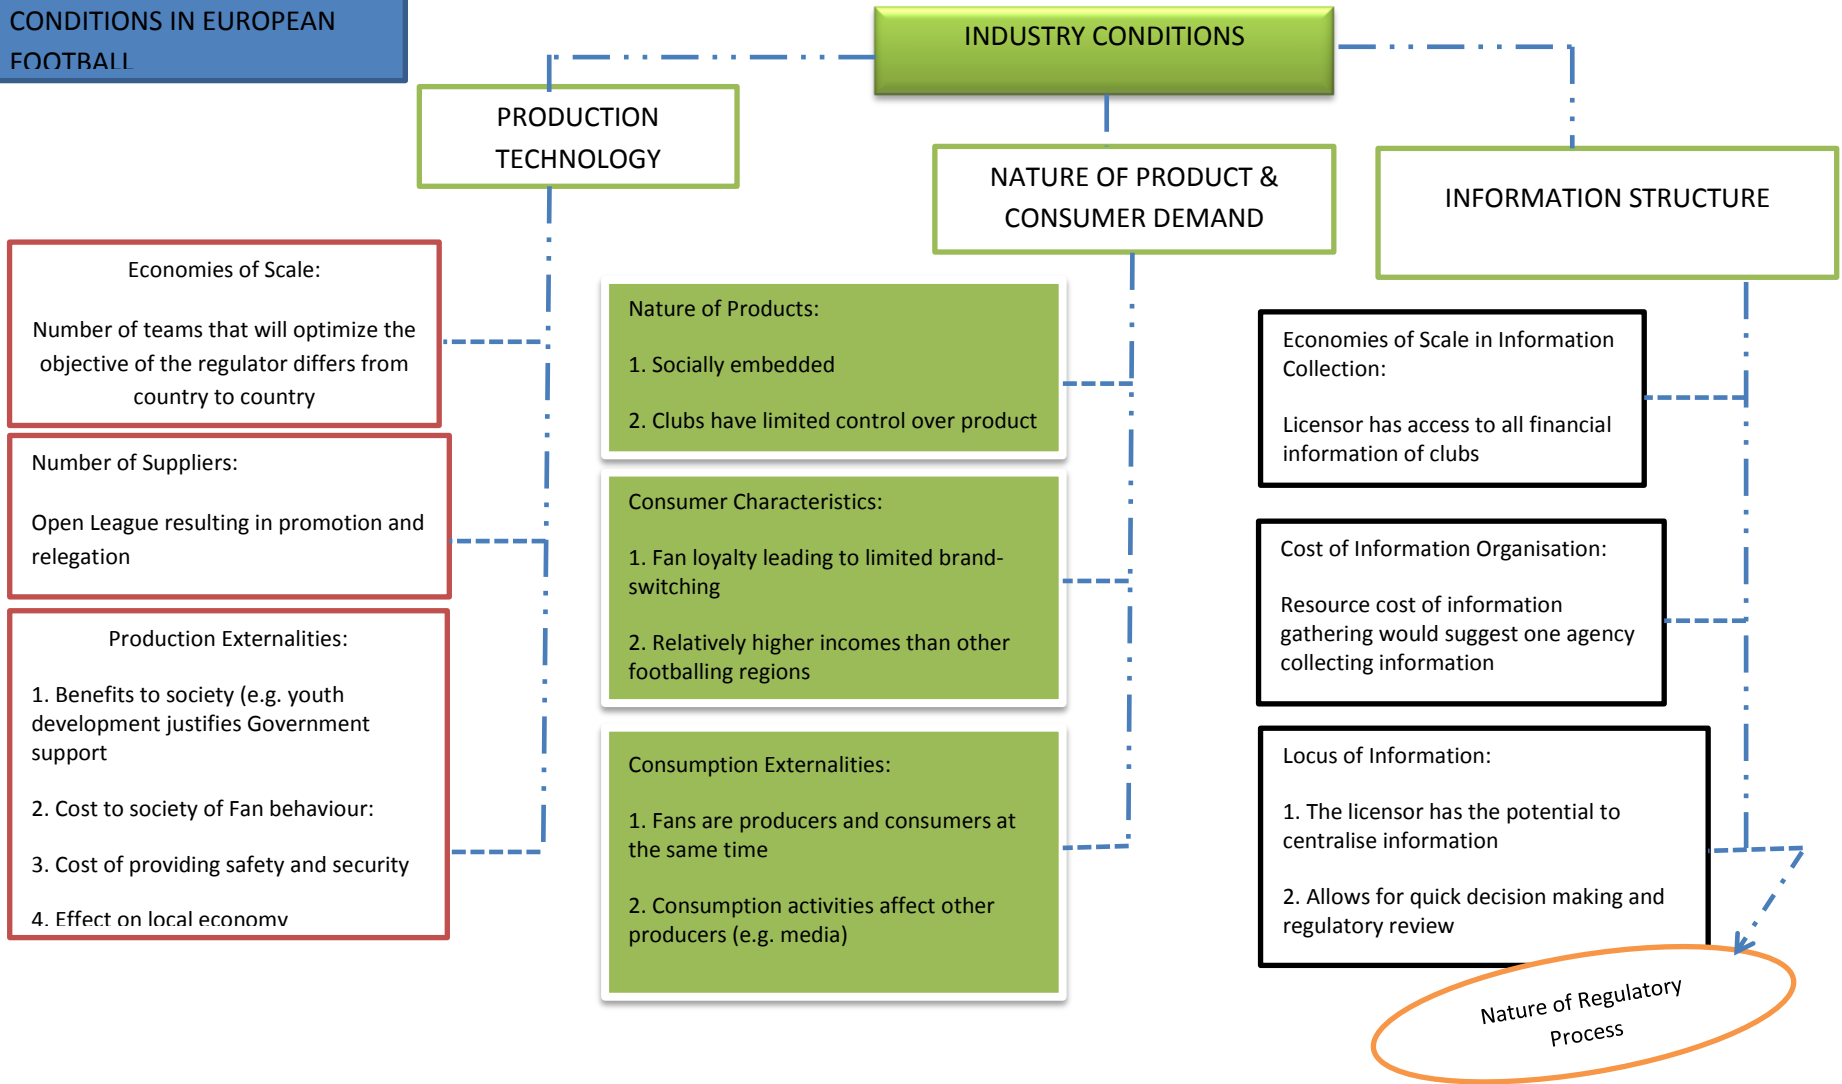 CONDITIONS IN EUROPEAN
FOOTBALL
INDUSTRY CONDITIONS
PRODUCTION
TECHNOLOGY
NATURE OF PRODUCT &
CONSUMER DEMAND
INFORMATION STRUCTURE
Economies of Scale:
Number of teams that will optimize the
objective of the regulator differs from
country to country
Number of Suppliers:
Open League resulting in promotion and
relegation
Production Externalities:
1. Benefits to society (e.g. youth
development justifies Government
support
2. Cost to society of Fan behaviour:
3. Cost of providing safety and security
4. Effect on local economy
Nature of Products:
1. Socially embedded
2. Clubs have limited control over product
Consumer Characteristics:
1. Fan loyalty leading to limited brand-
switching
2. Relatively higher incomes than other
footballing regions
Consumption Externalities:
1. Fans are producers and consumers at
the same time
2. Consumption activities affect other
producers (e.g. media)
Economies of Scale in Information
Collection:
Licensor has access to all financial
information of clubs
Cost of Information Organisation:
Resource cost of information
gathering would suggest one agency
collecting information
Locus of Information:
1. The licensor has the potential to
centralise information
2. Allows for quick decision making and
regulatory review
Nature of Regulatory
Process